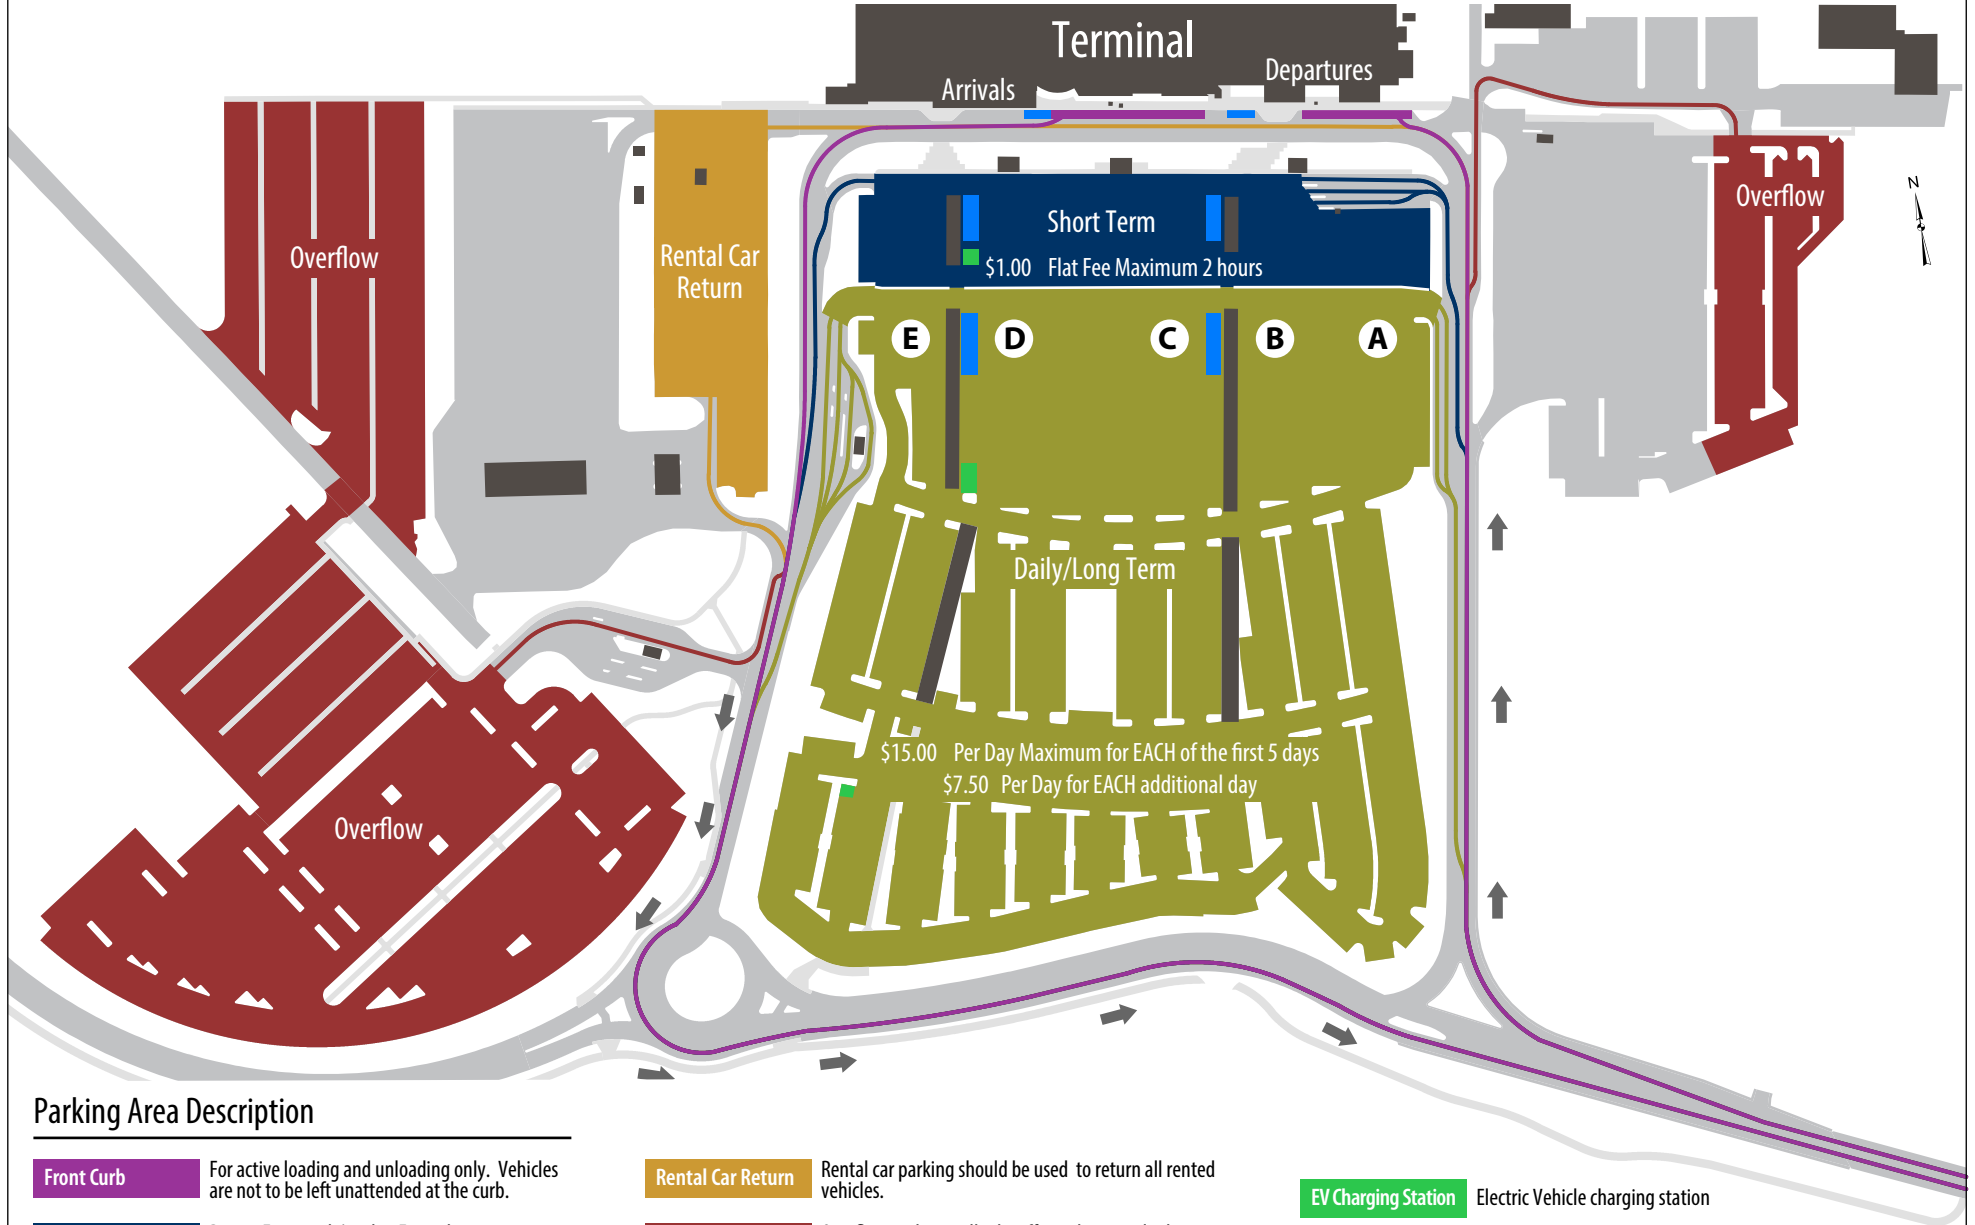 Terminal
Arrivals
Departures
Overflow
N
Overflow
Rental Car
Return
Short Term
$1.00 Flat Fee Maximum 2 hours
E
D
C
B
A
Daily/Long Term
$15.00 Per Day Maximum for EACH of the first 5 days
$7.50 Per Day for EACH additional day
Overflow
Parking Area Description
Front Curb
For active loading and unloading only. Vehicles
are not to be left unattended at the curb.
Rental Car Return
Rental car parking should be used to return all rented
vehicles.
EV Charging Station
Electric Vehicle charging station